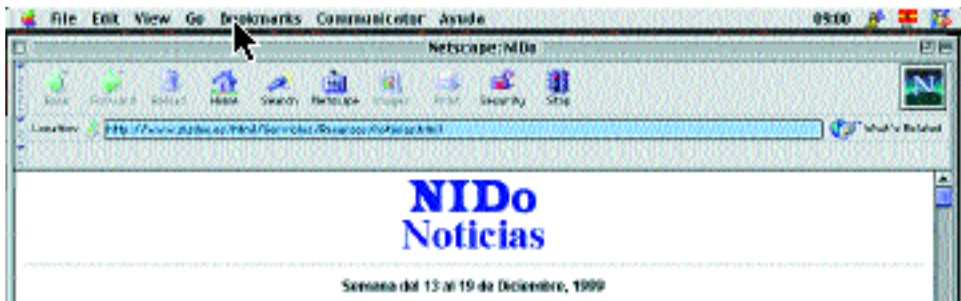 File Edit View Go Bookmarks Communicator Ayuda 09:00
Netscape: NIDo
Back Forward Reload Home Search Netscape Images Print Security Stop N
Location: What's Related
NIDo
Noticias
Semana del 13 al 19 de Diciembre, 1999